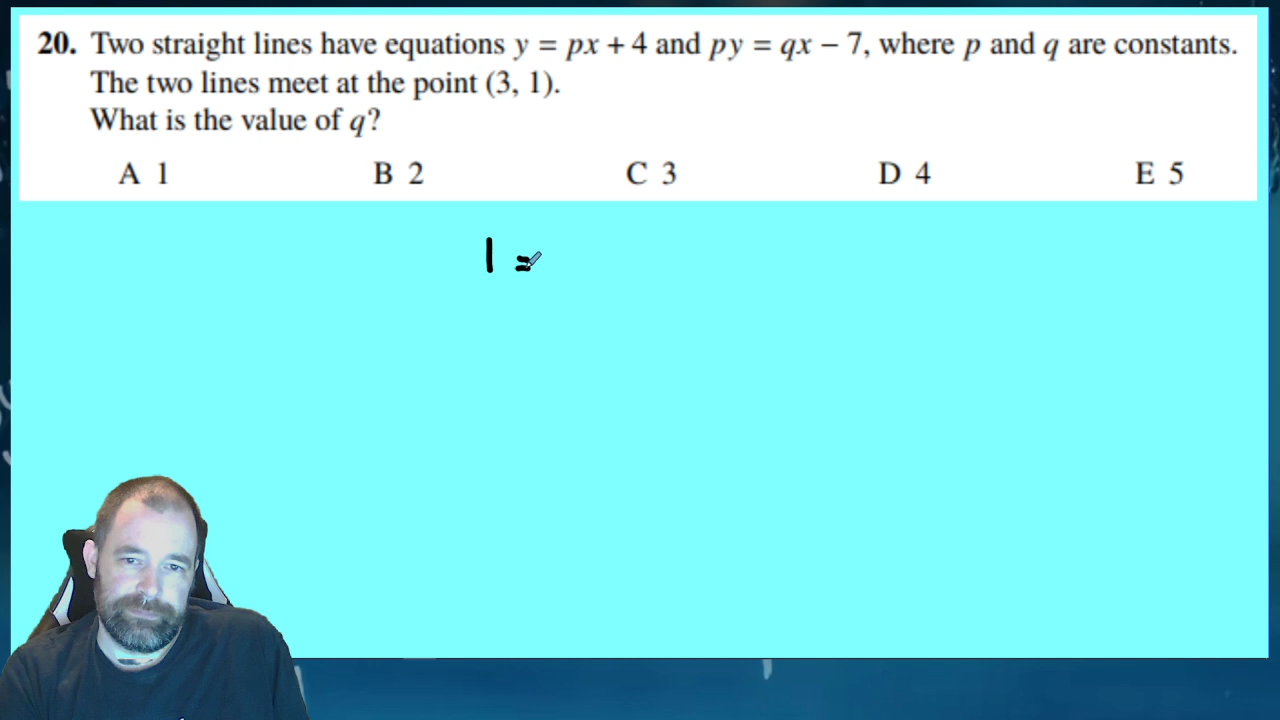 20. Two straight lines have equations y = px + 4 and py = qx − 7, where p and q are constants.
The two lines meet at the point (3, 1).
What is the value of q?
A 1 B 2 C 3 D 4 E 5
1 =